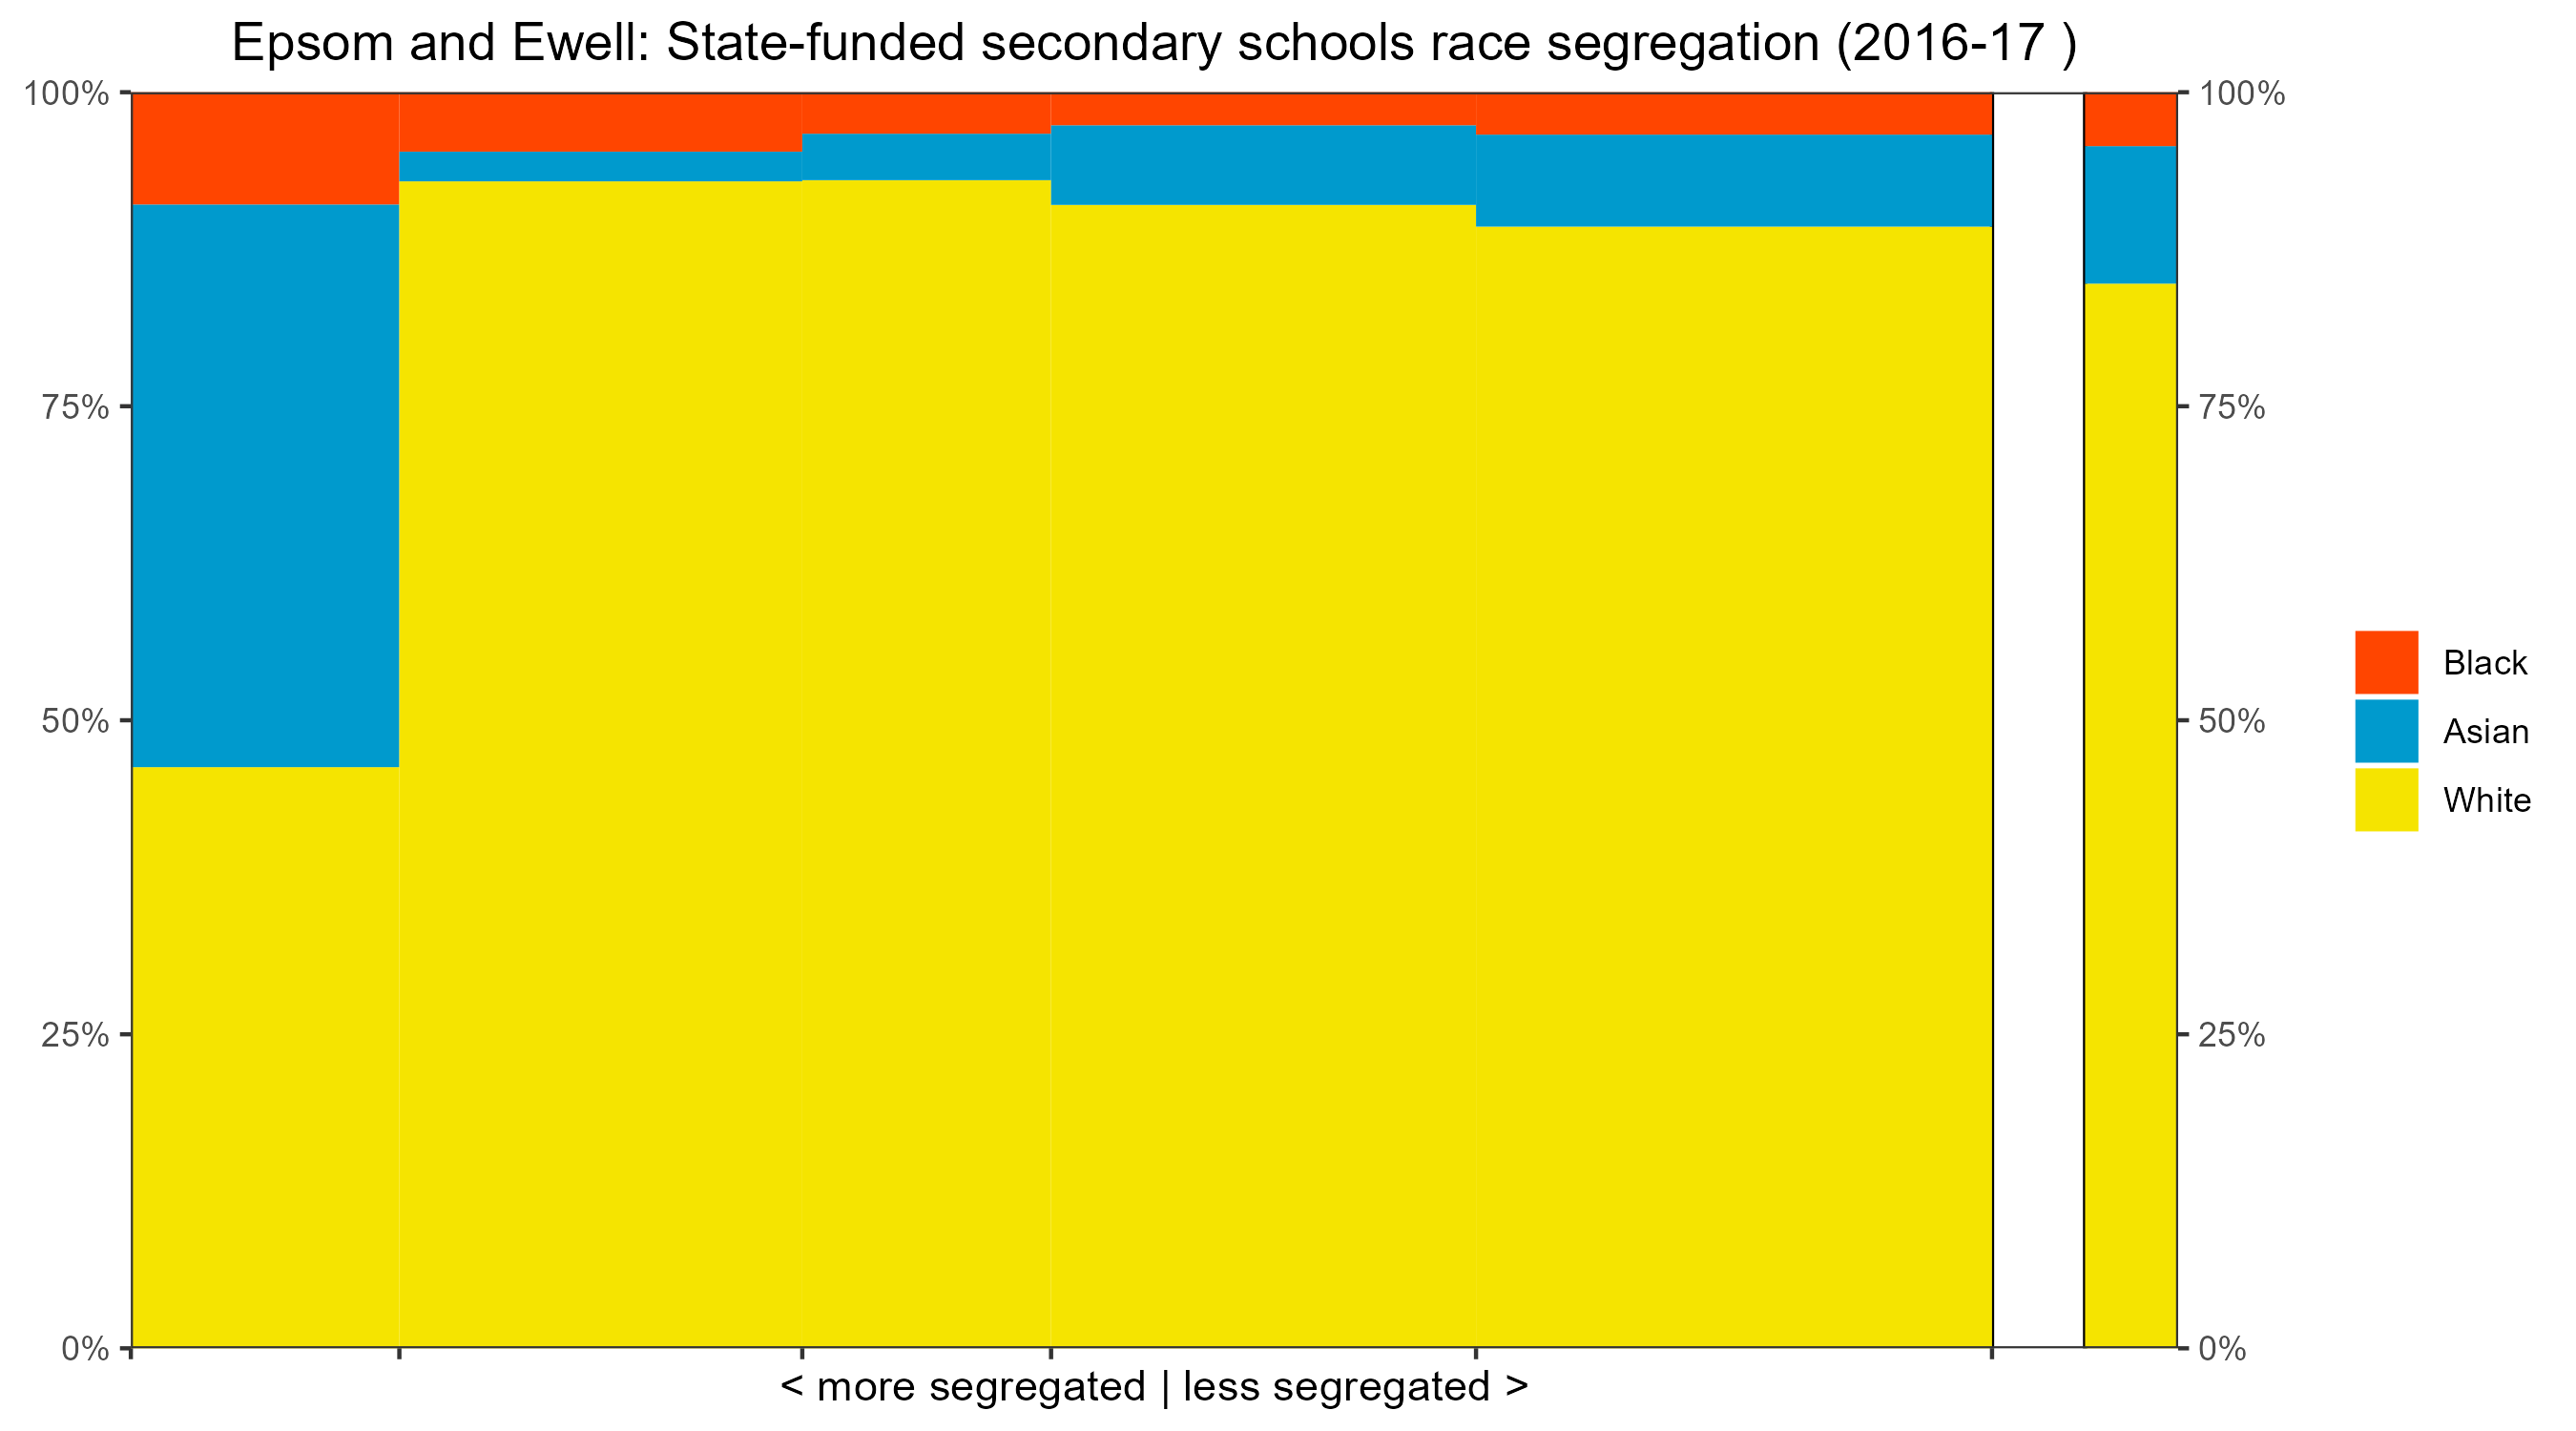 Epsom and Ewell: State-funded secondary schools race segregation (2016-17 )
100%
75%
50%
25%
0%
100%
75%
50%
25%
0%
Black
Asian
White
< more segregated | less segregated >